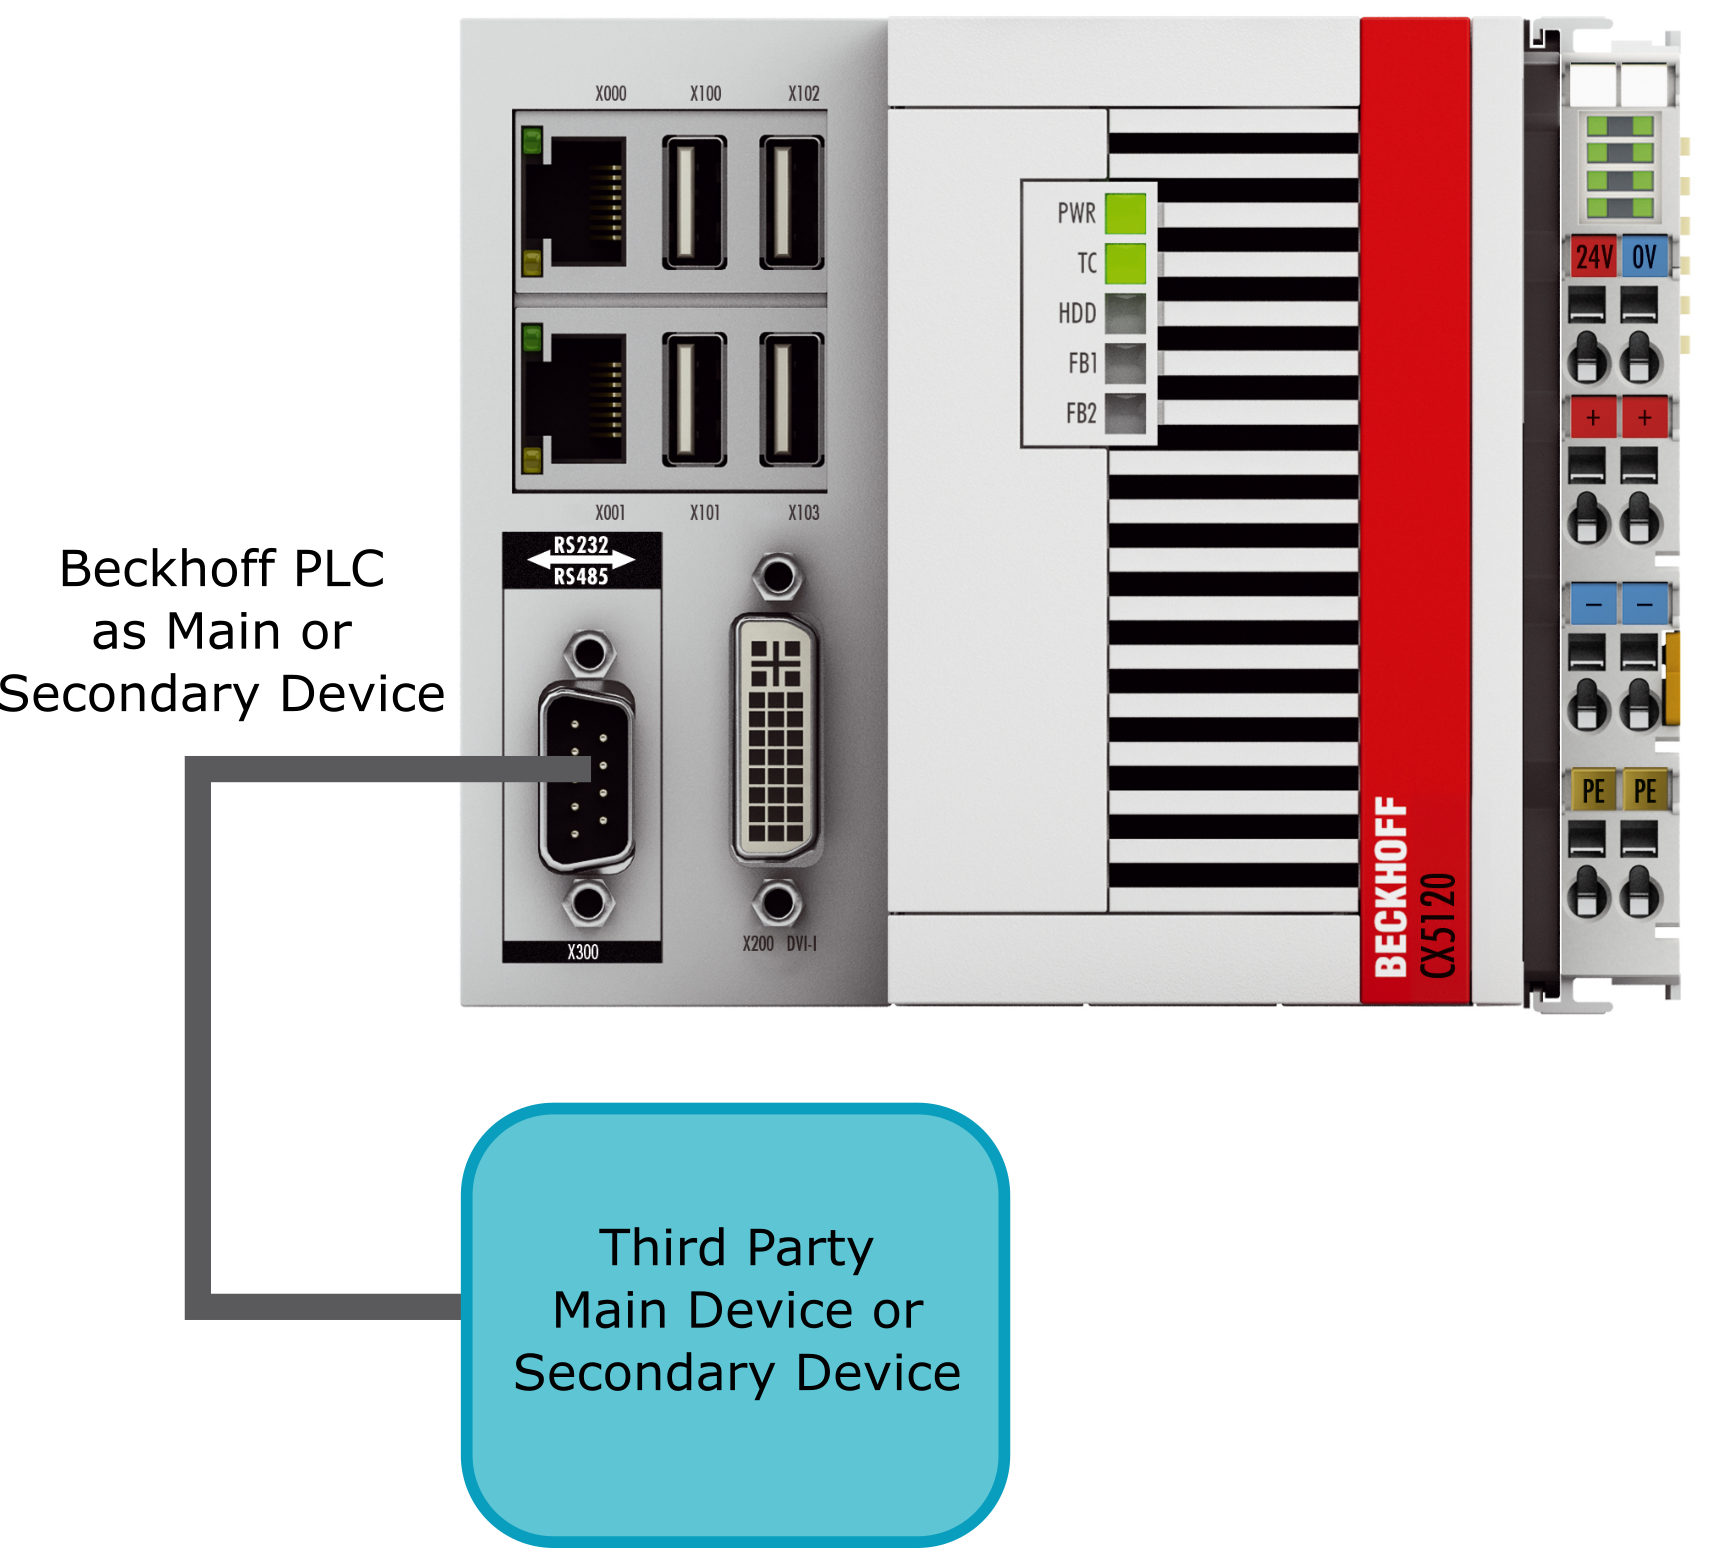 X000 X100 X102
X001 X101 X103
RS232
RS485
X300
X200 DVI-I
PWR
TC
HDD
FB1
FB2
BECKHOFF
CX5120
24V 0V
+ +
– –
PE PE
Beckhoff PLC
as Main or
Secondary Device
Third Party
Main Device or
Secondary Device